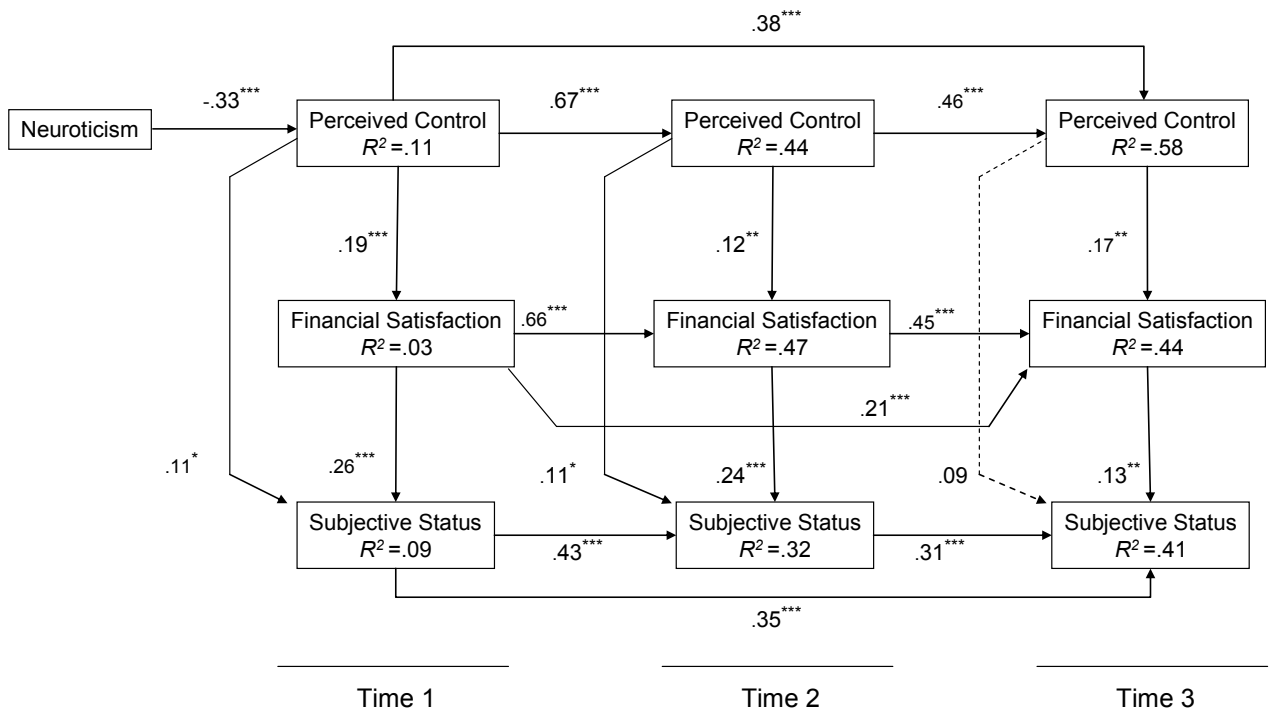 .38***
-.33***
.67***
.46***
Neuroticism
Perceived Control
R² =.11
Perceived Control
R² =.44
Perceived Control
R² =.58
.19***
.12**
.17**
Financial Satisfaction
R² =.03
.66***
Financial Satisfaction
R² =.47
.45***
Financial Satisfaction
R² =.44
.21***
.11*
.26***
.11*
.24***
.09
.13**
Subjective Status
R² =.09
.43***
Subjective Status
R² =.32
.31***
Subjective Status
R² =.41
.35***
Time 1
Time 2
Time 3